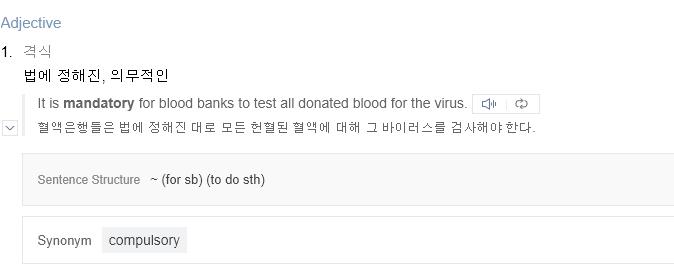 Adjective
1. 격식
법에 정해진, 의무적인
It is mandatory for blood banks to test all donated blood for the virus.
혈액은행들은 법에 정해진 대로 모든 헌혈된 혈액에 대해 그 바이러스를 검사해야 한다.
Sentence Structure ~ (for sb) (to do sth)
Synonym compulsory